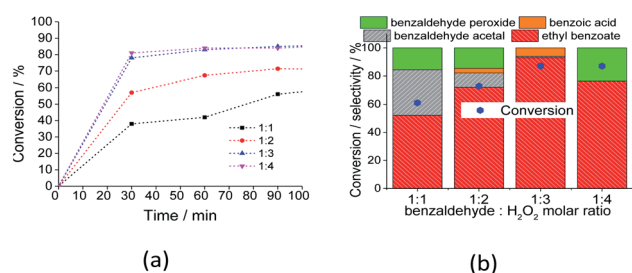 100
90
80
70
60
50
40
30
20
10
0
Conversion / %
1:1
1:2
1:3
1:4
0 10 20 30 40 50 60 70 80 90 100
Time / min
(a)
benzaldehyde peroxide benzoic acid
benzaldehyde acetal ethyl benzoate
100
80
60
40
20
0
Conversion / selectivity / %
Conversion
1:1 1:2 1:3 1:4
benzaldehyde : H₂O₂ molar ratio
(b)